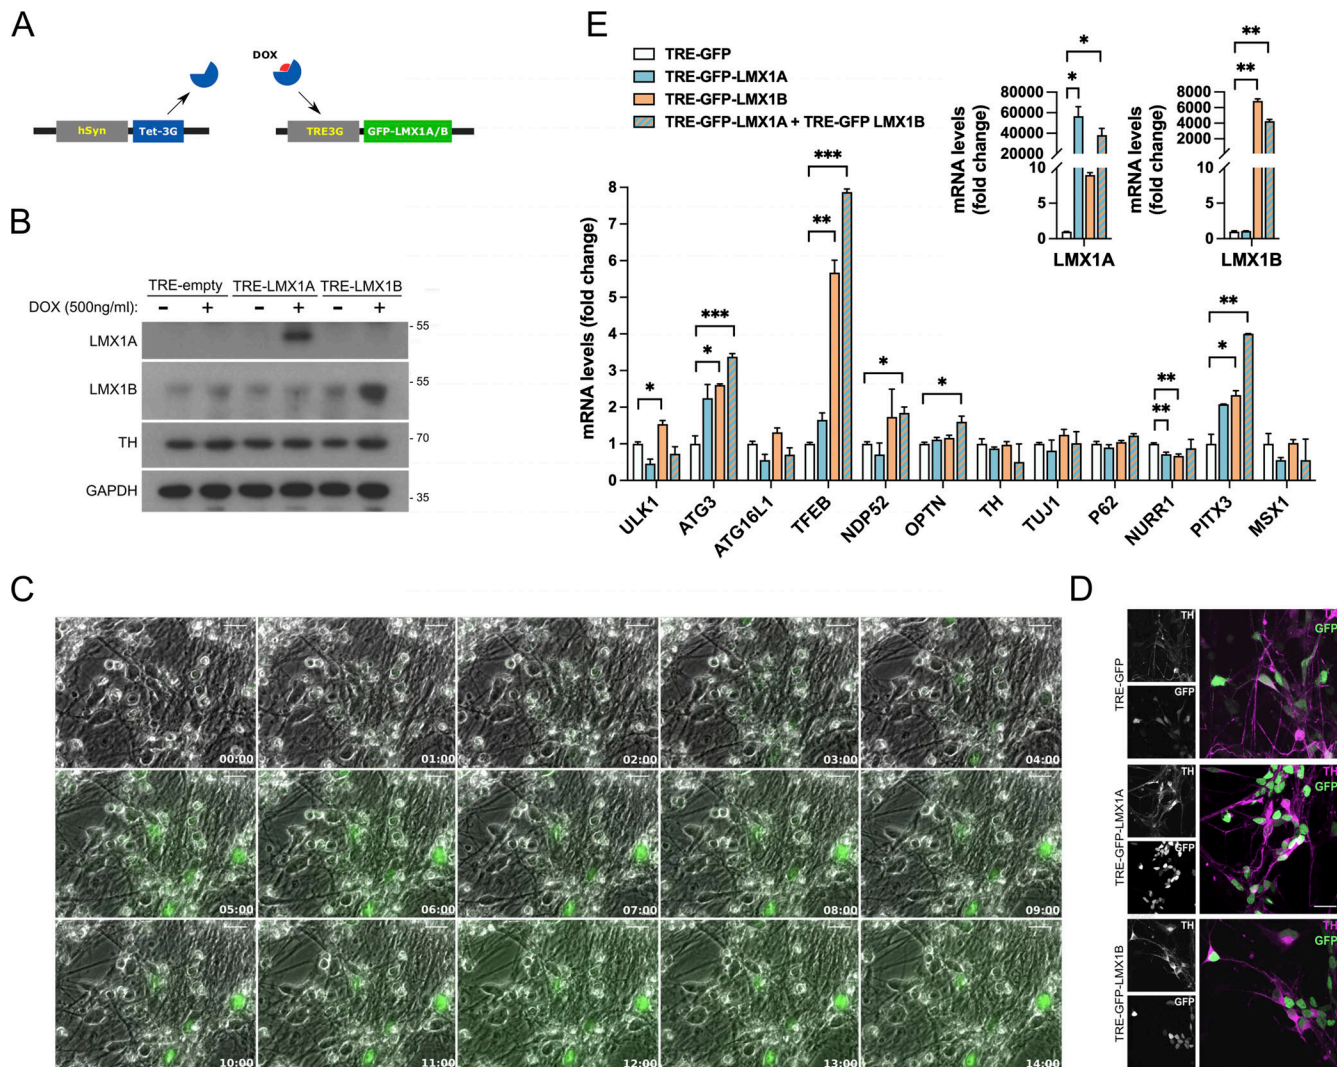 A
DOX
hSyn
Tet-3G
TRE3G
GFP-LMX1A/B
B
TRE-empty TRE-LMX1A TRE-LMX1B
DOX (500ng/ml): - + - + - +
LMX1A
- 55
LMX1B
- 55
TH
- 70
GAPDH
- 35
E
TRE-GFP
TRE-GFP-LMX1A
TRE-GFP-LMX1B
TRE-GFP-LMX1A + TRE-GFP LMX1B
mRNA levels (fold change)
8
6
4
2
0
*
*
***
**
***
*
*
**
**
*
**
ULK1 ATG3 ATG16L1 TFEB NDP52 OPTN TH TUJ1 P62 NURR1 PITX3 MSX1
mRNA levels
(fold change)
100000
80000
60000
40000
20000
10
5
0
*
*
LMX1A
mRNA levels
(fold change)
8000
6000
4000
2000
10
5
0
**
**
LMX1B
C
00:00 01:00 02:00 03:00 04:00
05:00 06:00 07:00 08:00 09:00
10:00 11:00 12:00 13:00 14:00
D
TRE-GFP
TH
GFP
TH
GFP
TRE-GFP-LMX1A
TH
GFP
TH
GFP
TRE-GFP-LMX1B
TH
GFP
TH
GFP